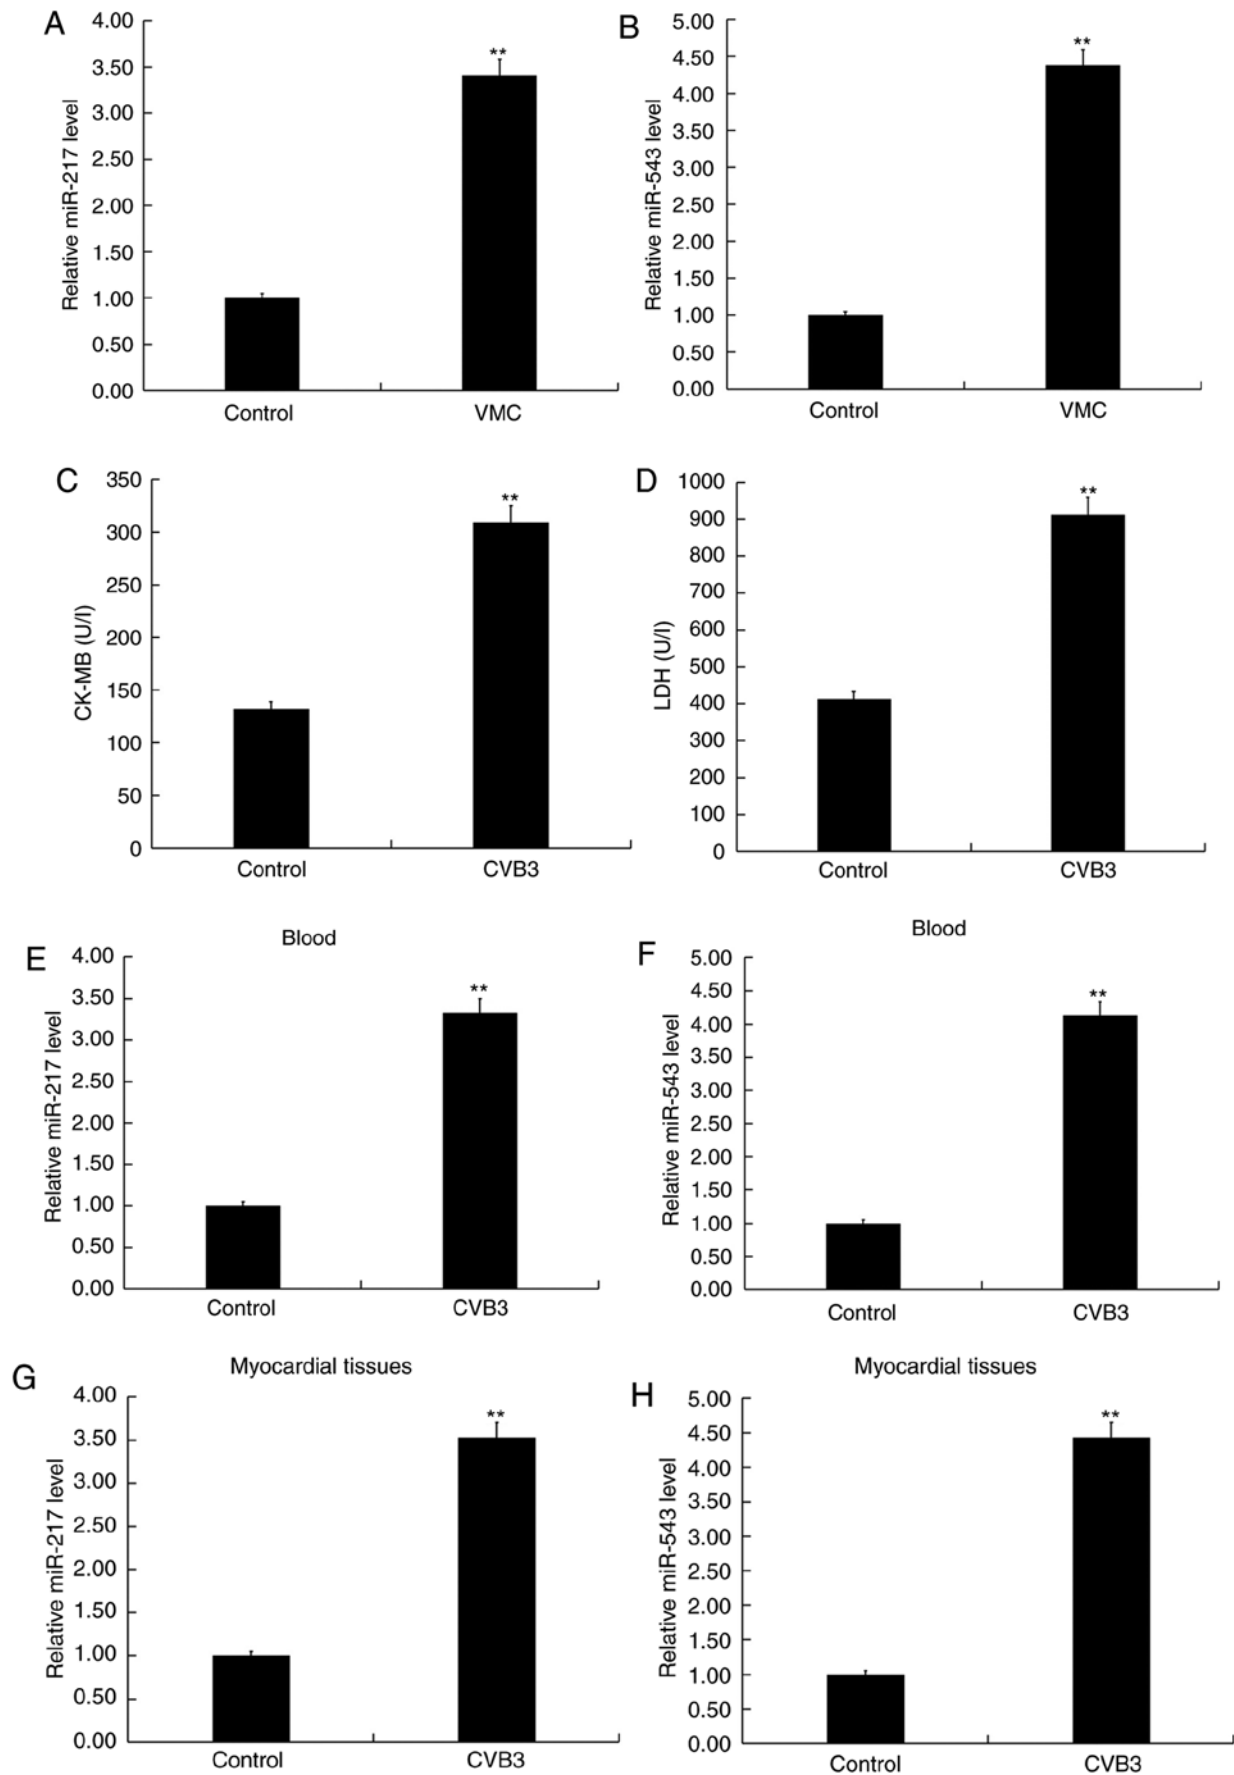 A
Relative miR-217 level
4.00
3.50
3.00
2.50
2.00
1.50
1.00
0.50
0.00
**
Control
VMC
B
Relative miR-543 level
5.00
4.50
4.00
3.50
3.00
2.50
2.00
1.50
1.00
0.50
0.00
**
Control
VMC
C
CK-MB (U/l)
350
300
250
200
150
100
50
0
**
Control
CVB3
D
LDH (U/l)
1000
900
800
700
600
500
400
300
200
100
0
**
Control
CVB3
E
Blood
Relative miR-217 level
4.00
3.50
3.00
2.50
2.00
1.50
1.00
0.50
0.00
**
Control
CVB3
F
Blood
Relative miR-543 level
5.00
4.50
4.00
3.50
3.00
2.50
2.00
1.50
1.00
0.50
0.00
**
Control
CVB3
G
Myocardial tissues
Relative miR-217 level
4.00
3.50
3.00
2.50
2.00
1.50
1.00
0.50
0.00
**
Control
CVB3
H
Myocardial tissues
Relative miR-543 level
5.00
4.50
4.00
3.50
3.00
2.50
2.00
1.50
1.00
0.50
0.00
**
Control
CVB3